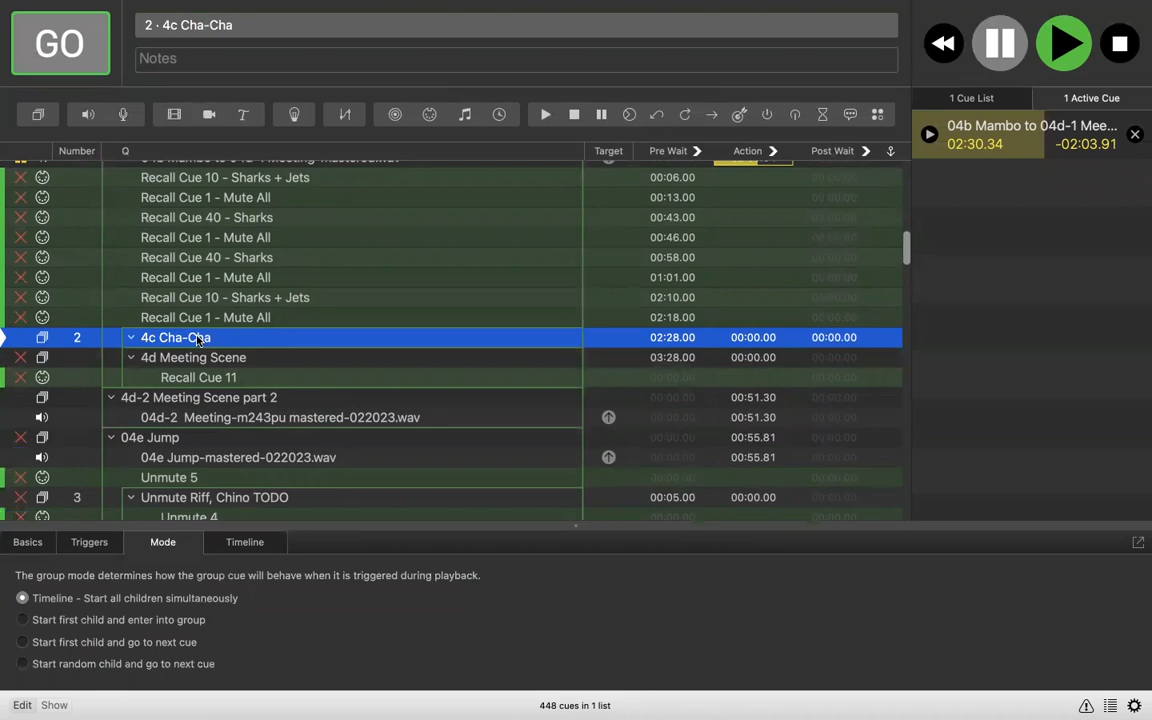 GO
2 · 4c Cha-Cha
Notes
1 Cue List
1 Active Cue
04b Mambo to 04d-1 Mee...
02:30.34
-02:03.91
Number
Q
Target
Pre Wait
Action
Post Wait
Recall Cue 10 - Sharks + Jets 00:06.00
Recall Cue 1 - Mute All 00:13.00
Recall Cue 40 - Sharks 00:43.00
Recall Cue 1 - Mute All 00:46.00
Recall Cue 40 - Sharks 00:58.00
Recall Cue 1 - Mute All 01:01.00
Recall Cue 10 - Sharks + Jets 02:10.00
Recall Cue 1 - Mute All 02:18.00
2 4c Cha-Cha 02:28.00 00:00.00 00:00.00
4d Meeting Scene 03:28.00 00:00.00
Recall Cue 11
4d-2 Meeting Scene part 2 00:51.30
04d-2 Meeting-m243pu mastered-022023.wav 00:51.30
04e Jump 00:55.81
04e Jump-mastered-022023.wav 00:55.81
Unmute 5
3 Unmute Riff, Chino TODO 00:05.00 00:00.00
Unmute 4
Basics
Triggers
Mode
Timeline
The group mode determines how the group cue will behave when it is triggered during playback.
Timeline - Start all children simultaneously
Start first child and enter into group
Start first child and go to next cue
Start random child and go to next cue
Edit
Show
448 cues in 1 list